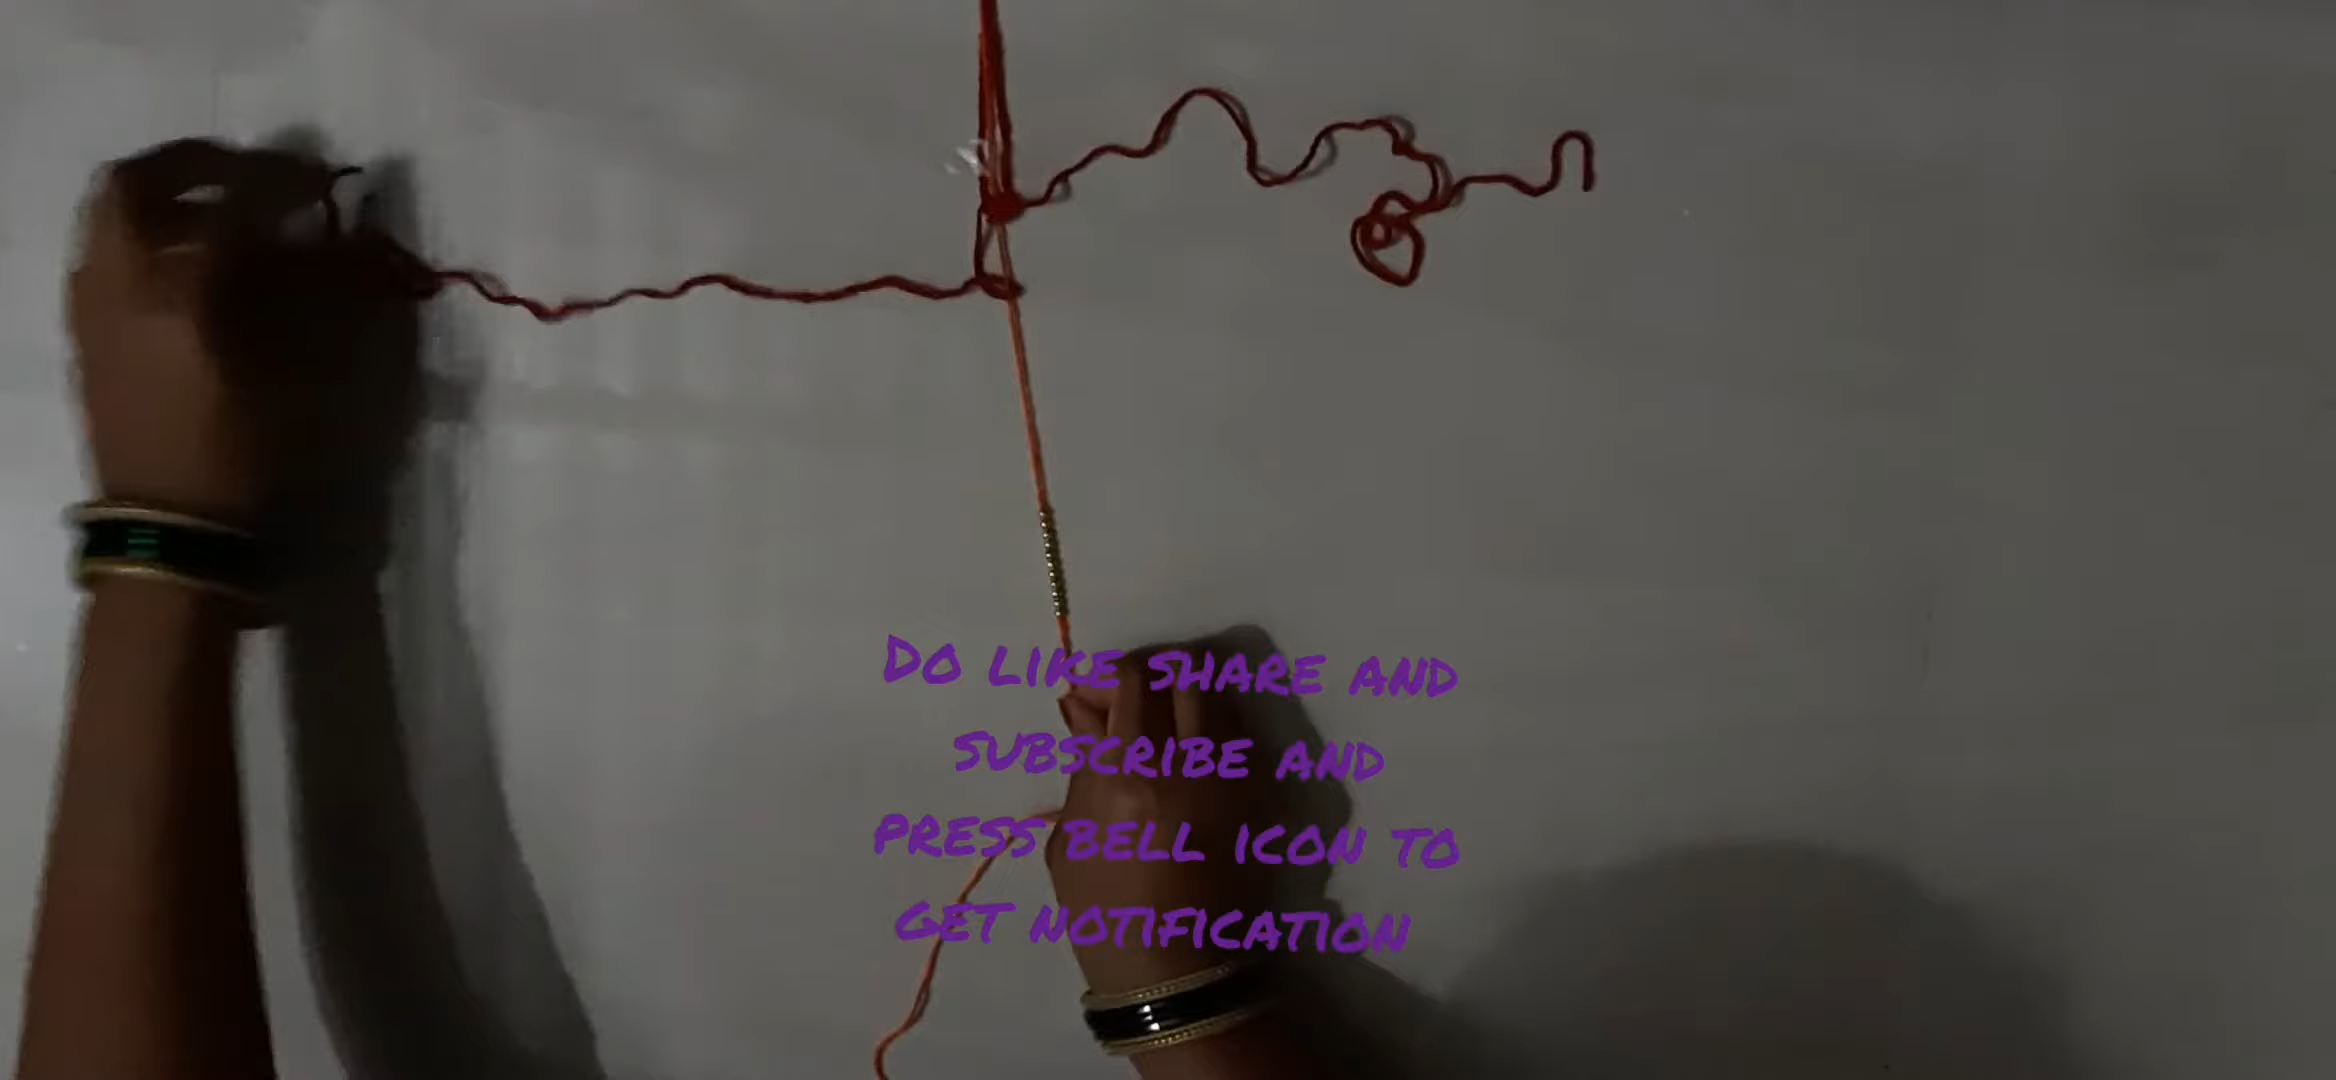 Do like share and
subscribe and
press bell icon to
get notification